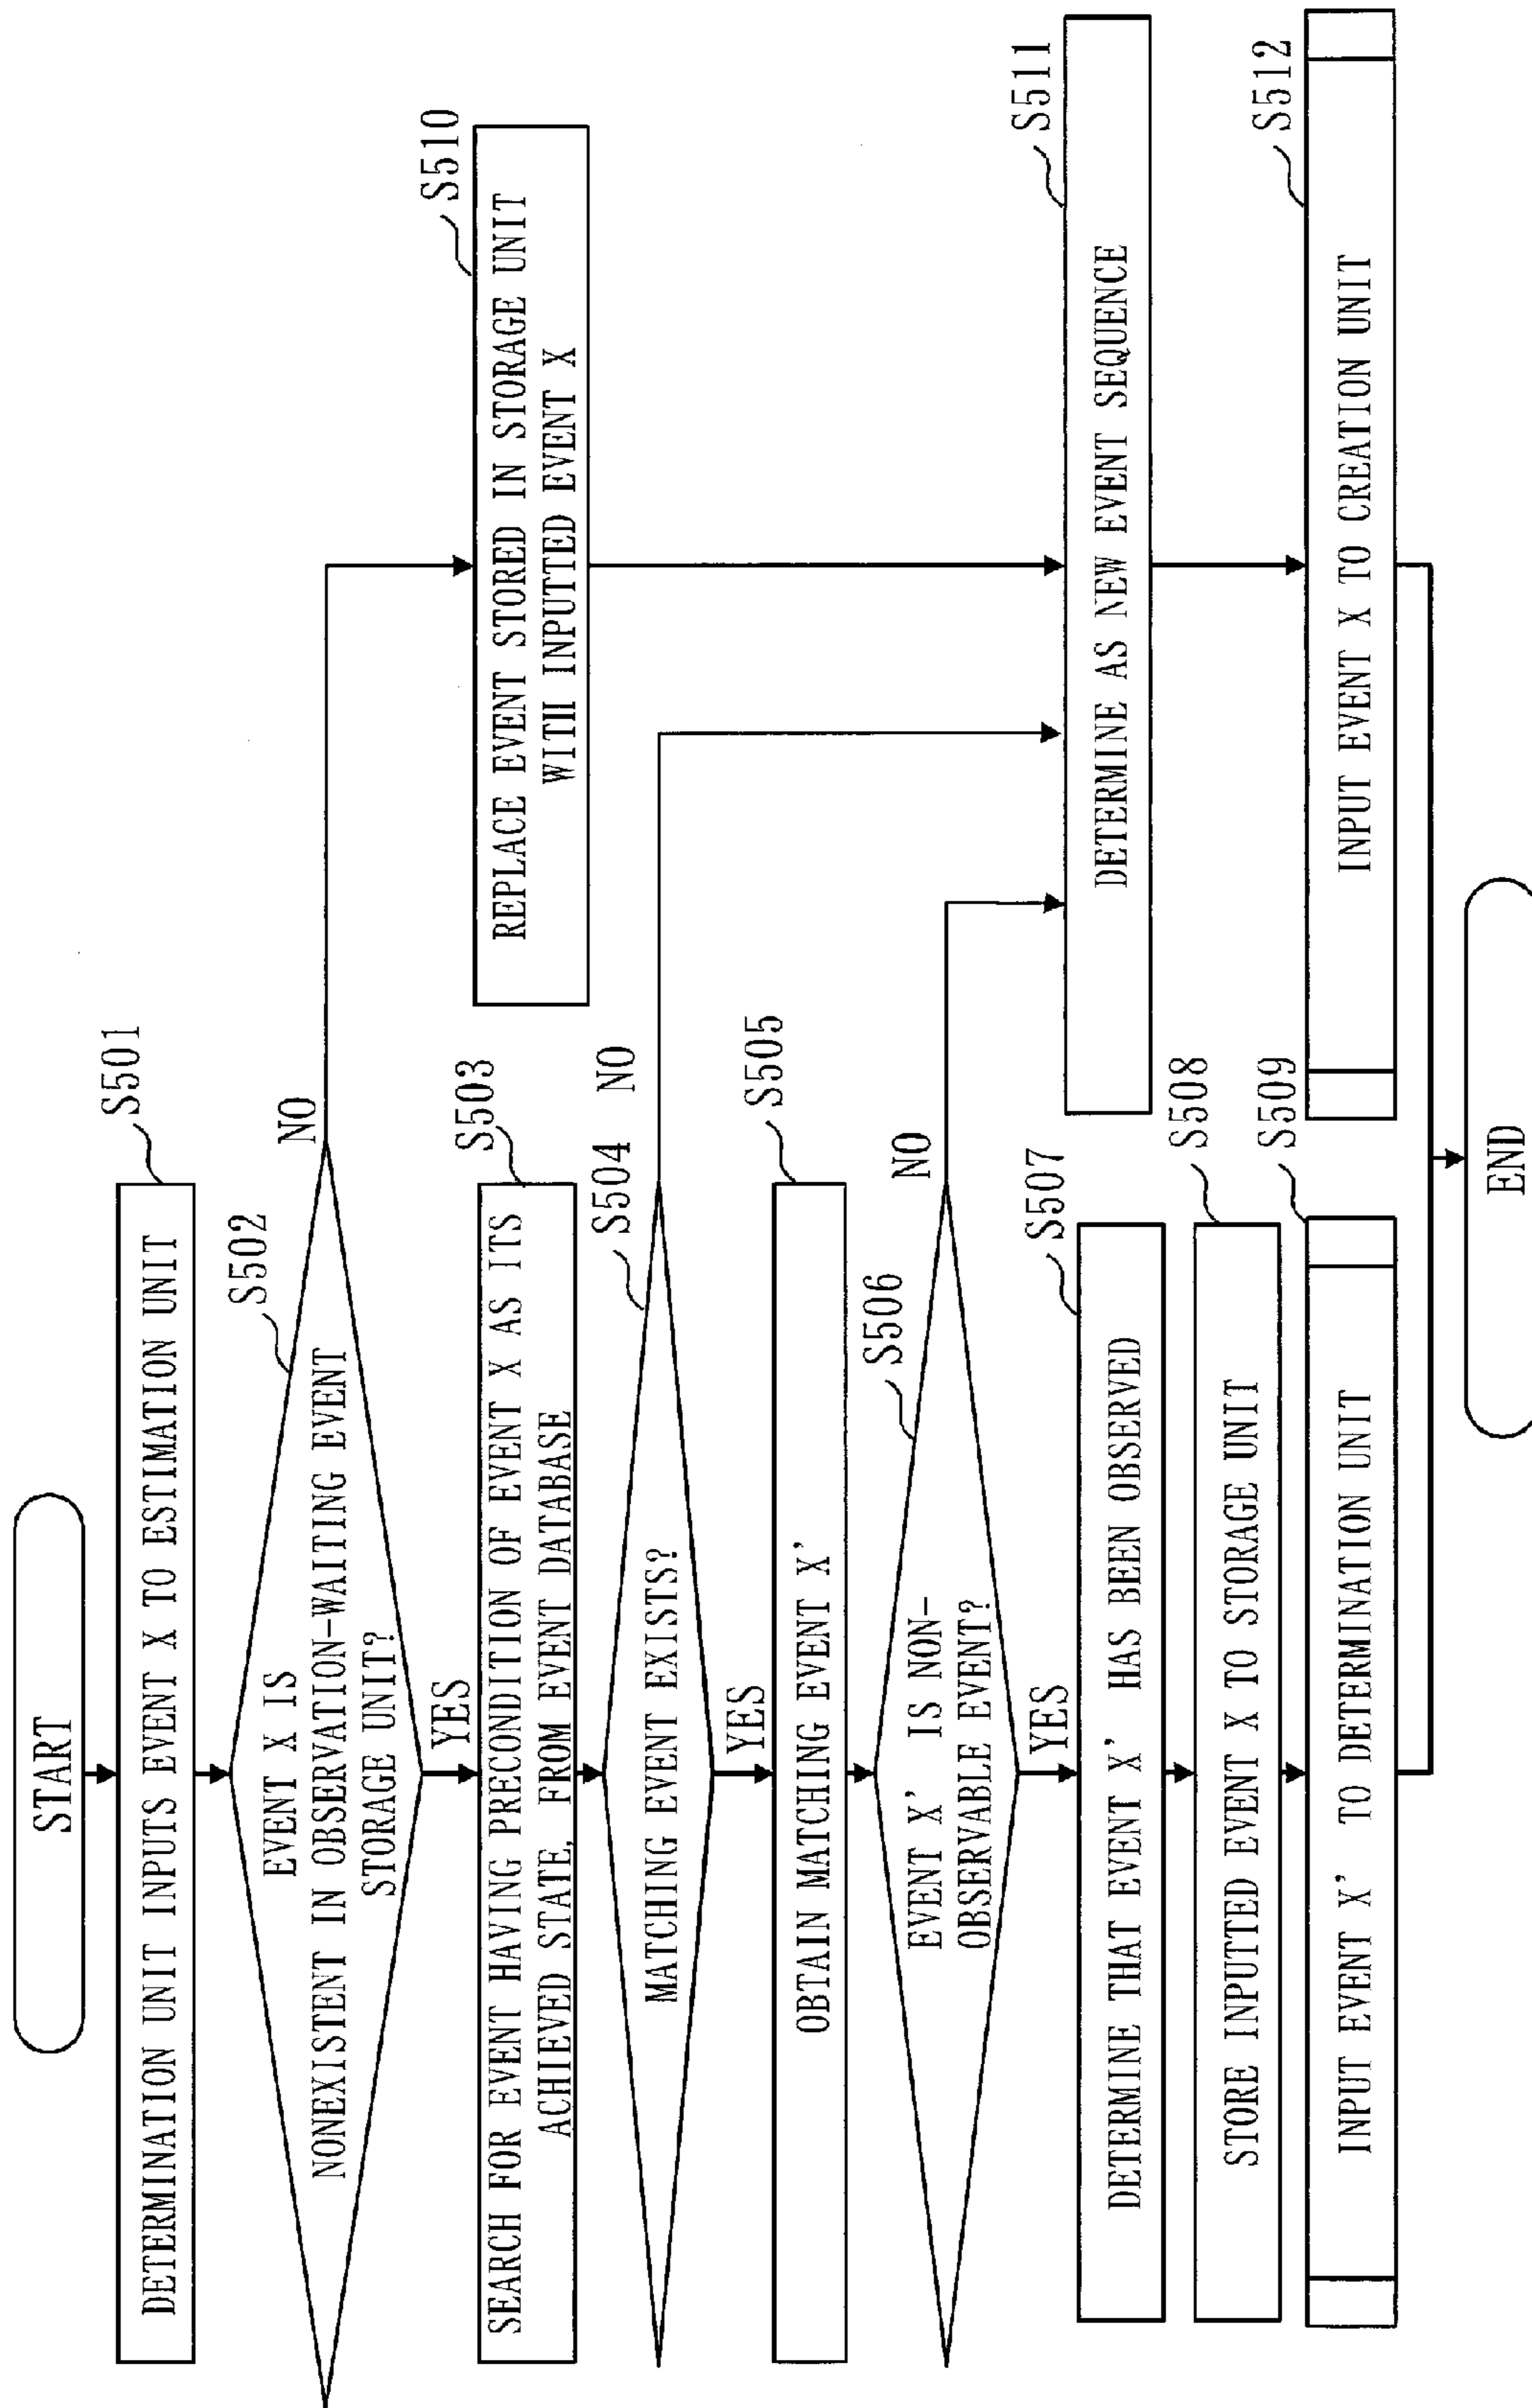 START
DETERMINATION UNIT INPUTS EVENT X TO ESTIMATION UNIT
S501
EVENT X IS
NONEXISTENT IN OBSERVATION-WAITING EVENT
STORAGE UNIT?
S502
NO
YES
SEARCH FOR EVENT HAVING PRECONDITION OF EVENT X AS ITS
ACHIEVED STATE, FROM EVENT DATABASE
S503
REPLACE EVENT STORED IN STORAGE UNIT
WITH INPUTTED EVENT X
S510
MATCHING EVENT EXISTS?
S504
NO
YES
OBTAIN MATCHING EVENT X'
S505
EVENT X' IS NON-
OBSERVABLE EVENT?
S506
NO
YES
DETERMINE THAT EVENT X' HAS BEEN OBSERVED
S507
DETERMINE AS NEW EVENT SEQUENCE
S511
STORE INPUTTED EVENT X TO STORAGE UNIT
S508
INPUT EVENT X' TO DETERMINATION UNIT
S509
INPUT EVENT X TO CREATION UNIT
S512
END